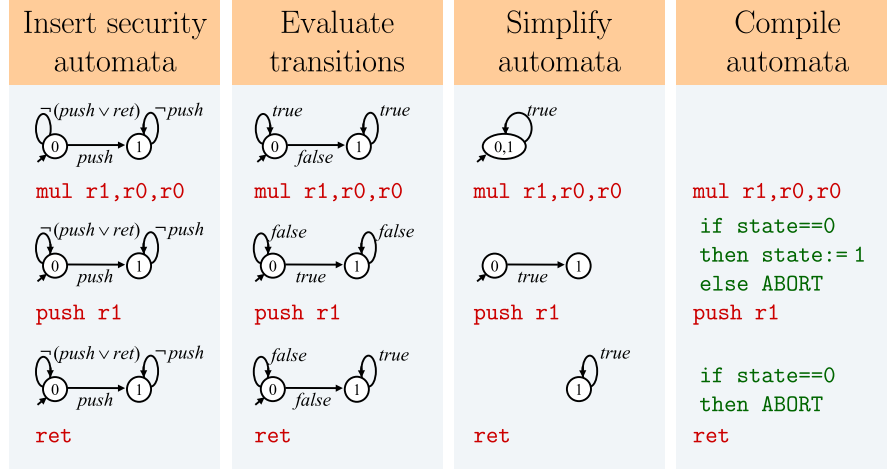 Insert security
automata
Evaluate
transitions
Simplify
automata
Compile
automata
¬(push ∨ ret) ¬push
0 1
push
mul r1,r0,r0
¬(push ∨ ret) ¬push
0 1
push
push r1
¬(push ∨ ret) ¬push
0 1
push
ret
true true
0 1
false
mul r1,r0,r0
false false
0 1
true
push r1
false true
0 1
false
ret
true
0,1
mul r1,r0,r0
0 1
true
push r1
true
1
ret
mul r1,r0,r0
if state==0
then state:= 1
else ABORT
push r1
if state==0
then ABORT
ret